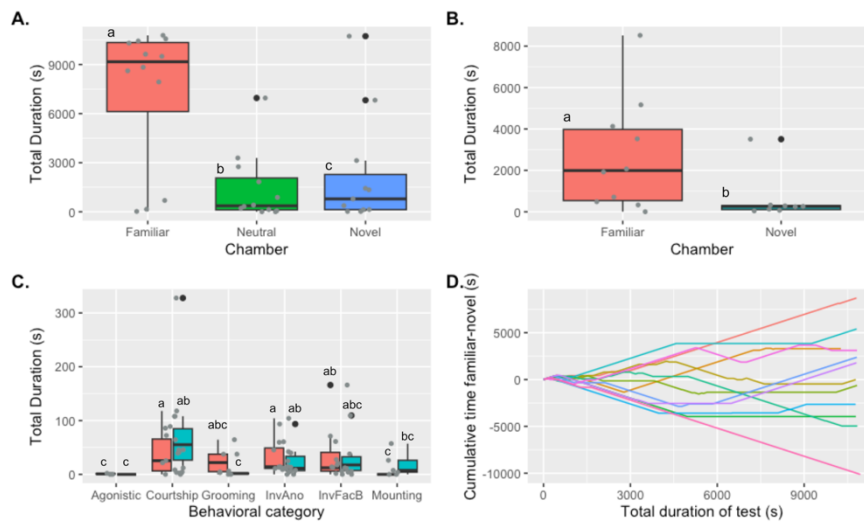 A.
a
9000
6000
3000
0
b
c
Total Duration (s)
Familiar Neutral Novel
Chamber
B.
8000
6000
4000
2000
0
a
b
Total Duration (s)
Familiar Novel
Chamber
C.
300
200
100
0
Total Duration (s)
c c a ab abc c a ab ab abc c bc
Agonistic Courtship Grooming InvAno InvFacB Mounting
Behavioral category
D.
Cumulative time familiar-novel (s)
5000
0
-5000
-10000
0 3000 6000 9000
Total duration of test (s)